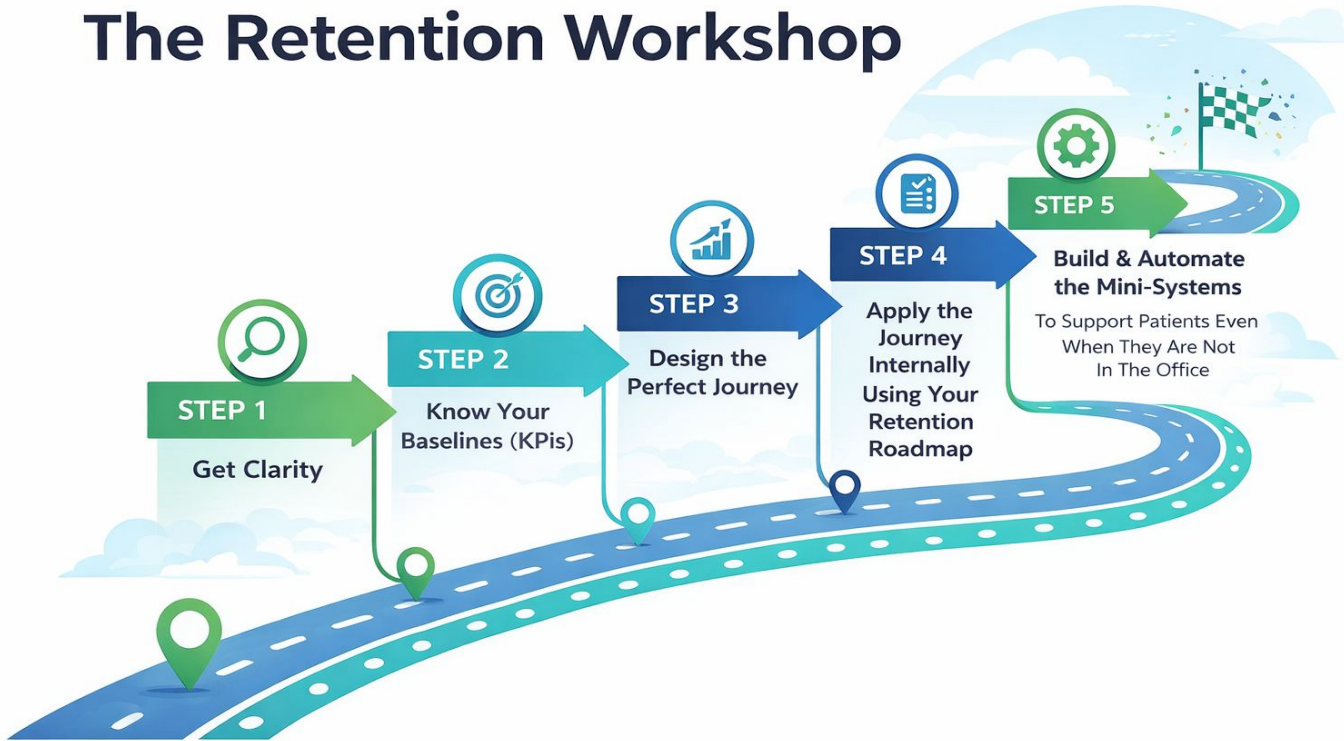 The Retention Workshop
STEP 1
Get Clarity
STEP 2
Know Your
Baselines (KPis)
STEP 3
Design the
Perfect Journey
STEP 4
Apply the
Journey
Internally
Using Your
Retention
Roadmap
STEP 5
Build & Automate
the Mini-Systems
To Support Patients Even
When They Are Not
In The Office